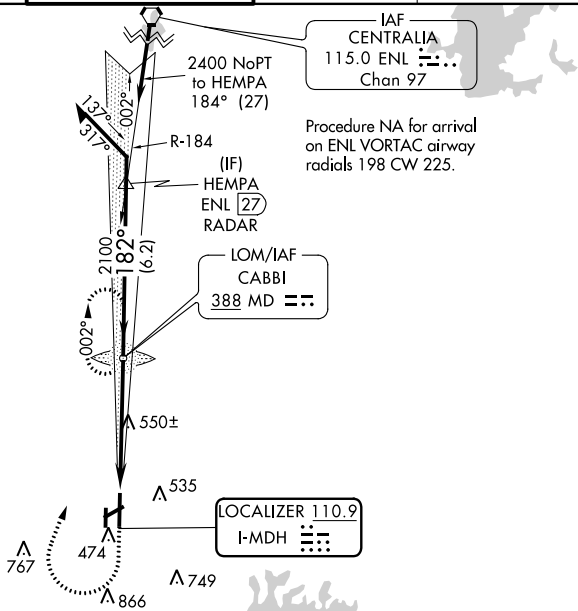 IAF
CENTRALIA
115.0 ENL
Chan 97
2400 NoPT
to HEMPA
184° (27)
002°
137°
317°
R-184
Procedure NA for arrival
on ENL VORTAC airway
radials 198 CW 225.
(IF)
HEMPA
ENL 27
RADAR
2100
182°
(6.2)
LOM/IAF
CABBI
388 MD
002°
550±
535
LOCALIZER 110.9
I-MDH
474
767
749
866